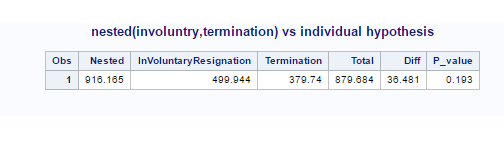 nested(involuntry,termination) vs individual hypothesis
Obs Nested InVoluntaryResignation Termination Total Diff P_value
1 916.165 499.944 379.74 879.684 36.481 0.193